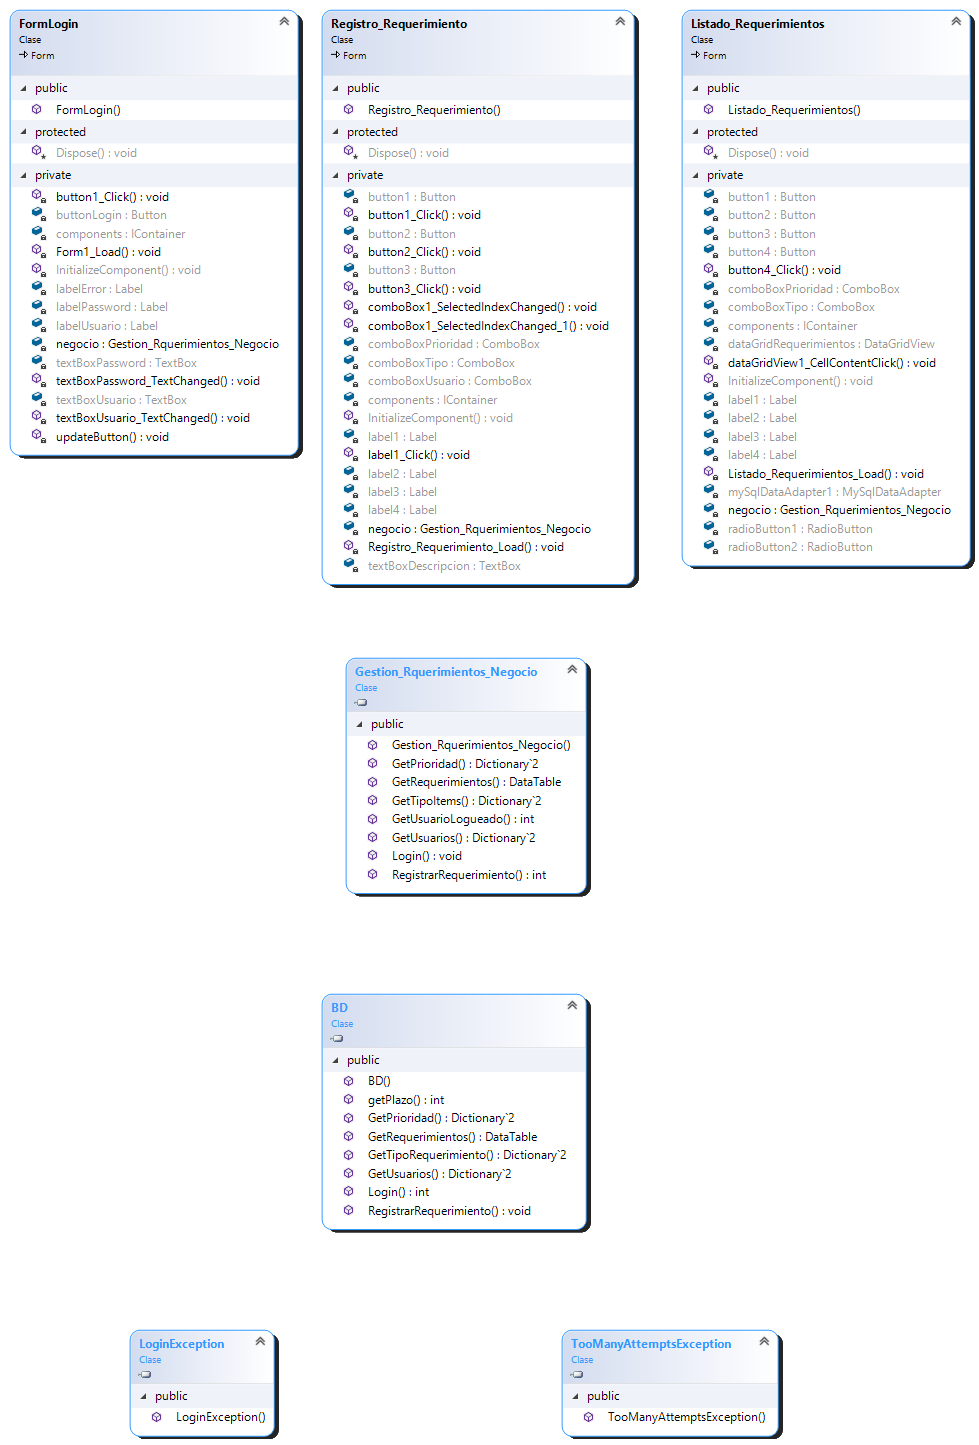 FormLogin
Clase
Form
public
FormLogin()
protected
Dispose() : void
private
button1_Click() : void
buttonLogin : Button
components : IContainer
Form1_Load() : void
InitializeComponent() : void
labelError : Label
labelPassword : Label
labelUsuario : Label
negocio : Gestion_Rquerimientos_Negocio
textBoxPassword : TextBox
textBoxPassword_TextChanged() : void
textBoxUsuario : TextBox
textBoxUsuario_TextChanged() : void
updateButton() : void
Registro_Requerimiento
Clase
Form
public
Registro_Requerimiento()
protected
Dispose() : void
private
button1 : Button
button1_Click() : void
button2 : Button
button2_Click() : void
button3 : Button
button3_Click() : void
comboBox1_SelectedIndexChanged() : void
comboBox1_SelectedIndexChanged_1() : void
comboBoxPrioridad : ComboBox
comboBoxTipo : ComboBox
comboBoxUsuario : ComboBox
components : IContainer
InitializeComponent() : void
label1 : Label
label1_Click() : void
label2 : Label
label3 : Label
label4 : Label
negocio : Gestion_Rquerimientos_Negocio
Registro_Requerimiento_Load() : void
textBoxDescripcion : TextBox
Listado_Requerimientos
Clase
Form
public
Listado_Requerimientos()
protected
Dispose() : void
private
button1 : Button
button2 : Button
button3 : Button
button4 : Button
button4_Click() : void
comboBoxPrioridad : ComboBox
comboBoxTipo : ComboBox
components : IContainer
dataGridRequerimientos : DataGridView
dataGridView1_CellContentClick() : void
InitializeComponent() : void
label1 : Label
label2 : Label
label3 : Label
label4 : Label
Listado_Requerimientos_Load() : void
mySqlDataAdapter1 : MySqlDataAdapter
negocio : Gestion_Rquerimientos_Negocio
radioButton1 : RadioButton
radioButton2 : RadioButton
Gestion_Rquerimientos_Negocio
Clase
public
Gestion_Rquerimientos_Negocio()
GetPrioridad() : Dictionary`2
GetRequerimientos() : DataTable
GetTipoItems() : Dictionary`2
GetUsuarioLogueado() : int
GetUsuarios() : Dictionary`2
Login() : void
RegistrarRequerimiento() : int
BD
Clase
public
BD()
getPlazo() : int
GetPrioridad() : Dictionary`2
GetRequerimientos() : DataTable
GetTipoRequerimiento() : Dictionary`2
GetUsuarios() : Dictionary`2
Login() : int
RegistrarRequerimiento() : void
LoginException
Clase
public
LoginException()
TooManyAttemptsException
Clase
public
TooManyAttemptsException()